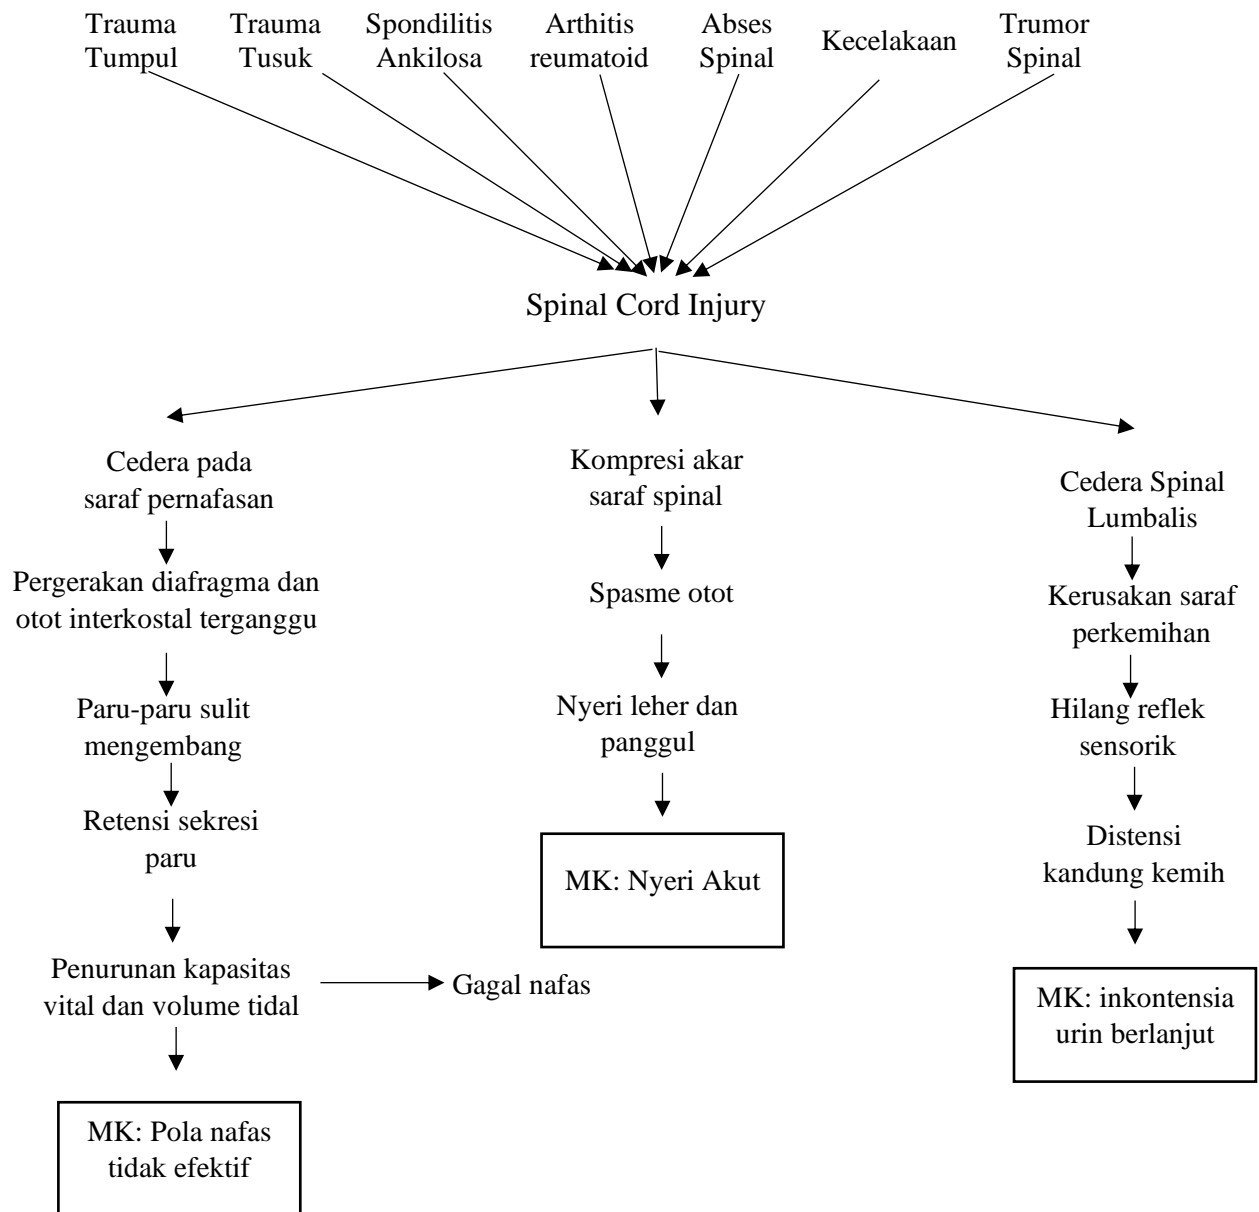 Trauma
Tumpul
Trauma
Tusuk
Spondilitis
Ankilosa
Arthitis
reumatoid
Abses
Spinal
Kecelakaan
Trumor
Spinal
Spinal Cord Injury
Cedera pada
saraf pernafasan
Pergerakan diafragma dan
otot interkostal terganggu
Paru-paru sulit
mengembang
Retensi sekresi
paru
Penurunan kapasitas
vital dan volume tidal
Gagal nafas
MK: Pola nafas
tidak efektif
Kompresi akar
saraf spinal
Spasme otot
Nyeri leher dan
panggul
MK: Nyeri Akut
Cedera Spinal
Lumbalis
Kerusakan saraf
perkemihan
Hilang reflek
sensorik
Distensi
kandung kemih
MK: inkontensia
urin berlanjut